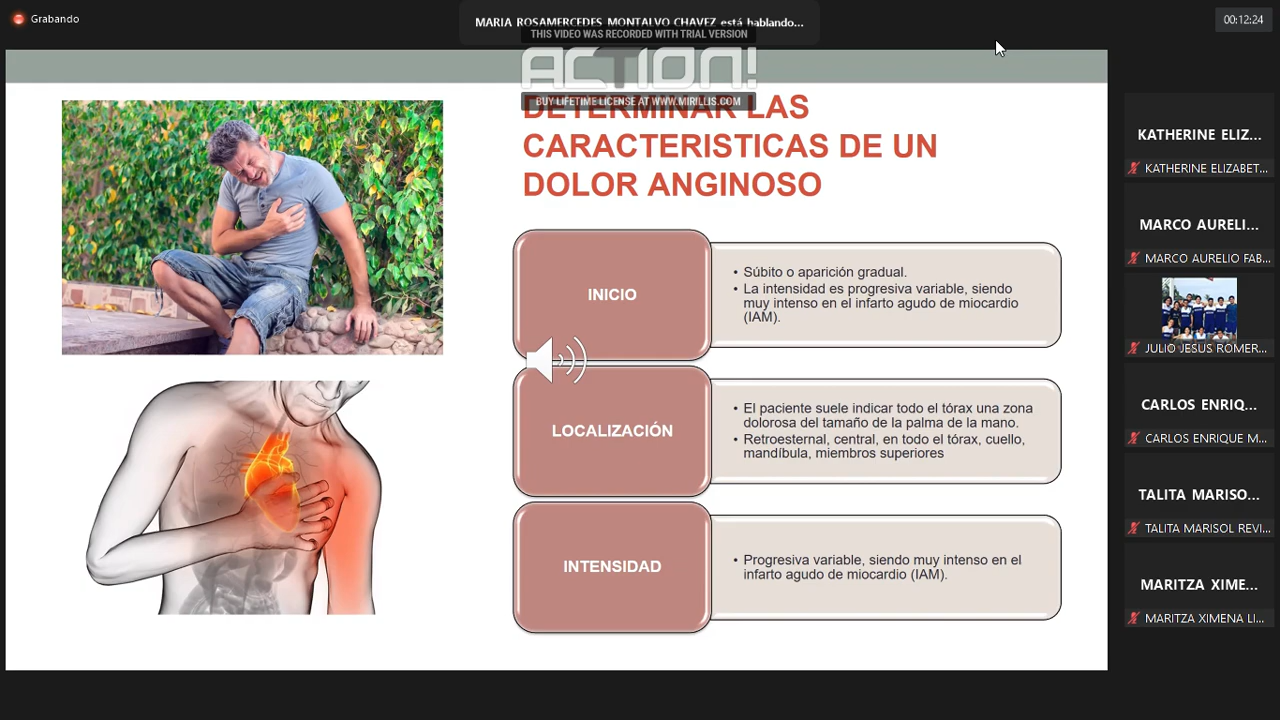 Grabando
MARIA ROSAMERCEDES MONTALVO CHAVEZ está hablando...
00:12:24
THIS VIDEO WAS RECORDED WITH TRIAL VERSION
ACTION!
BUY LIFETIME LICENSE AT WWW.MIRILLIS.COM
DETERMINAR LAS
CARACTERISTICAS DE UN
DOLOR ANGINOSO
INICIO
• Súbito o aparición gradual.
• La intensidad es progresiva variable, siendo
muy intenso en el infarto agudo de miocardio
(IAM).
LOCALIZACIÓN
• El paciente suele indicar todo el tórax una zona
dolorosa del tamaño de la palma de la mano.
• Retroesternal, central, en todo el tórax, cuello,
mandíbula, miembros superiores
INTENSIDAD
• Progresiva variable, siendo muy intenso en el
infarto agudo de miocardio (IAM).
KATHERINE ELIZ...
KATHERINE ELIZABET...
MARCO AURELI...
MARCO AURELIO FAB...
JULIO JESUS ROMER...
CARLOS ENRIQ...
CARLOS ENRIQUE M...
TALITA MARISO...
TALITA MARISOL REVI...
MARITZA XIME...
MARITZA XIMENA LI...